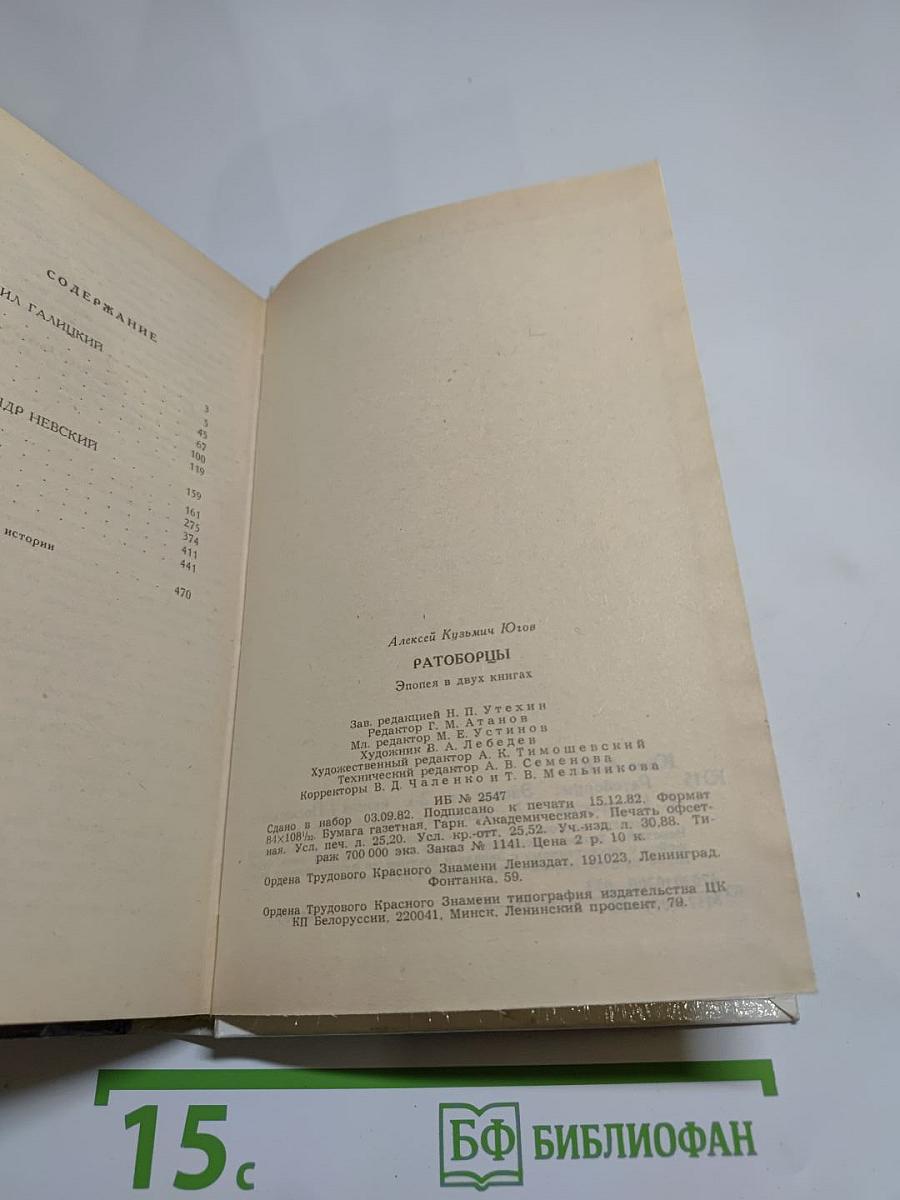 СОДЕРЖАНИЕ
ГАЛИЦКИЙ
3
5
45
67
100
119
НЕВСКИЙ
159
161
275
374
411
441
истории
470
Алексей Кузьмич Югов
РАТОБОРЦЫ
Эпопея в двух книгах
Зав. редакцией Н. П. Утехин
Редактор Г. М. Атанов
Мл. редактор М. Е. Устинов
Художник В. А. Лебедев
Художественный редактор А. К. Тимошевский
Технический редактор А. В. Семенова
Корректоры В. Д. Чаленко и Т. В. Мельникова
ИБ № 2547
Сдано в набор 03.09.82. Подписано к печати 15.12.82. Формат
84×108¹/₃₂. Бумага газетная. Гарн. «Академическая». Печать офсет-
ная. Усл. печ. л. 25,20. Усл. кр.-отт. 25,52. Уч.-изд. л. 30,88. Ти-
раж 700 000 экз. Заказ № 1141. Цена 2 р. 10 к.
Ордена Трудового Красного Знамени Лениздат, 191023, Ленинград,
Фонтанка, 59.
Ордена Трудового Красного Знамени типография издательства ЦК
КП Белоруссии, 220041, Минск, Ленинский проспект, 79.
15 с
БФ БИБЛИОФАН